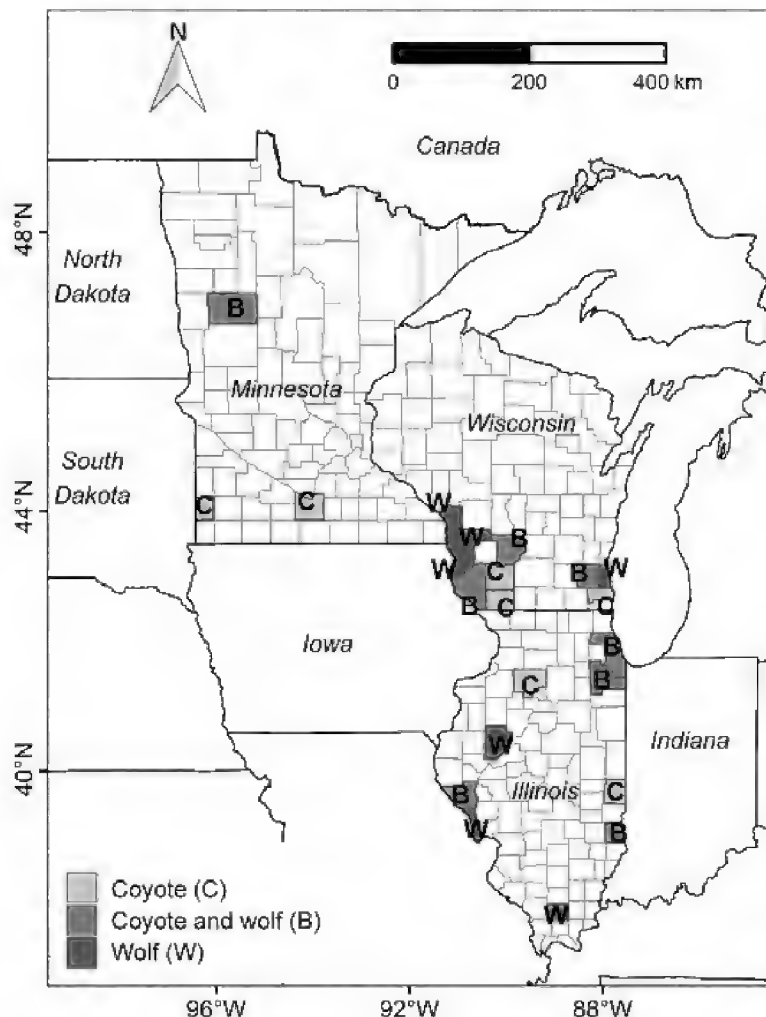 N
0 200 400 km
Canada
48°N
North
Dakota
B
Minnesota
Wisconsin
South
Dakota
44°N
C
C
W
W
B
W
C
B
W
B
C
C
Iowa
B
C
B
Indiana
W
40°N
B
Illinois
C
W
B
W
Coyote (C)
Coyote and wolf (B)
Wolf (W)
96°W 92°W 88°W